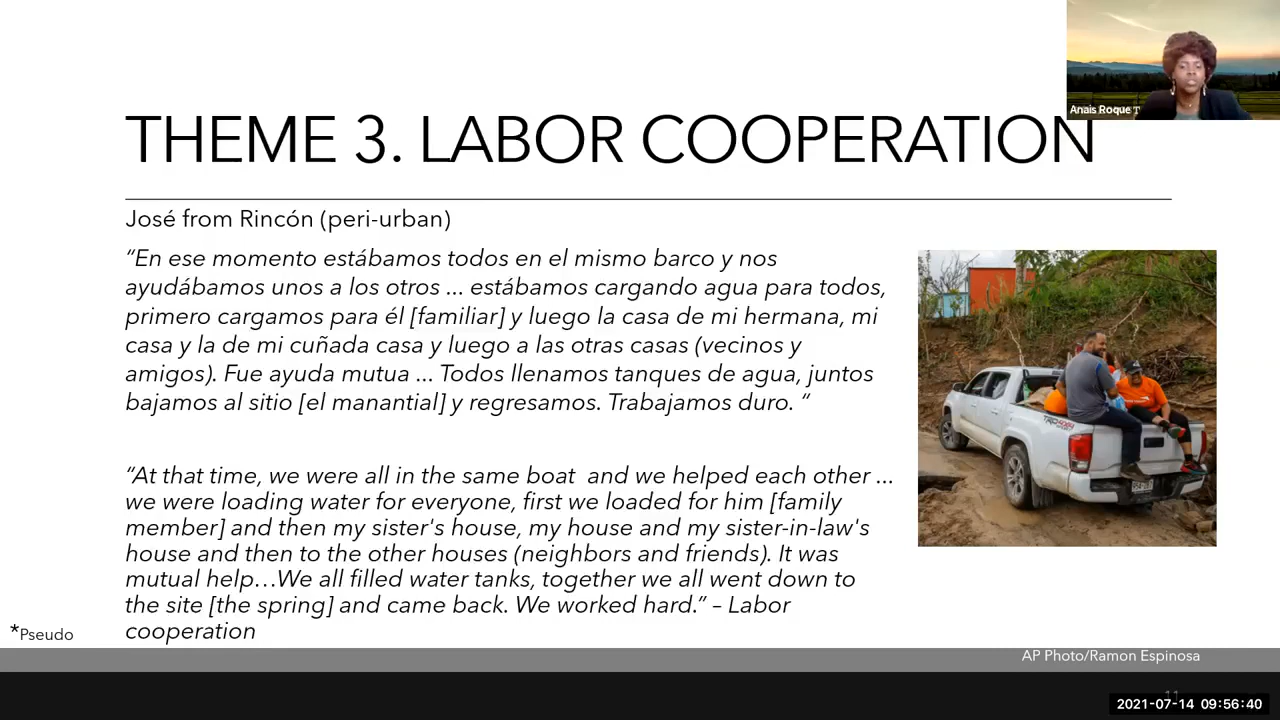 THEME 3. LABOR COOPERATION
Anais Roque T
José from Rincón (peri-urban)
“En ese momento estábamos todos en el mismo barco y nos
ayudábamos unos a los otros ... estábamos cargando agua para todos,
primero cargamos para él [familiar] y luego la casa de mi hermana, mi
casa y la de mi cuñada casa y luego a las otras casas (vecinos y
amigos). Fue ayuda mutua ... Todos llenamos tanques de agua, juntos
bajamos al sitio [el manantial] y regresamos. Trabajamos duro. “
“At that time, we were all in the same boat  and we helped each other ...
we were loading water for everyone, first we loaded for him [family
member] and then my sister's house, my house and my sister-in-law's
house and then to the other houses (neighbors and friends). It was
mutual help…We all filled water tanks, together we all went down to
the site [the spring] and came back. We worked hard.” – Labor
cooperation
*Pseudo
AP Photo/Ramon Espinosa
11
2021-07-14 09:56:40